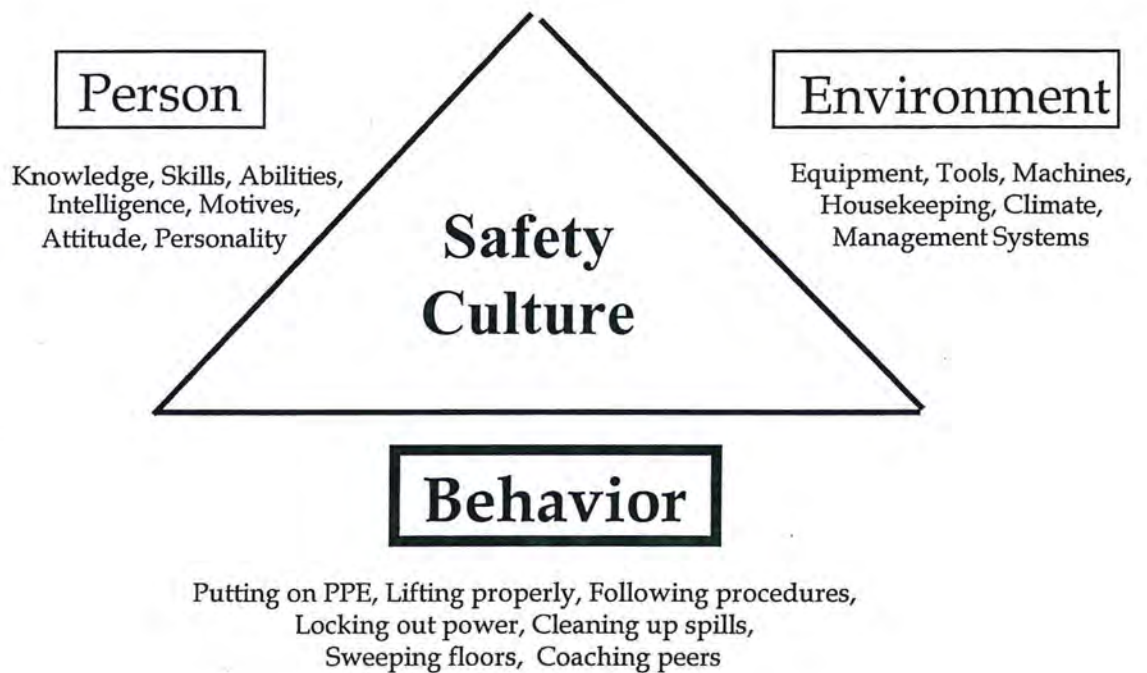 Person
Knowledge, Skills, Abilities,
Intelligence, Motives,
Attitude, Personality
Environment
Equipment, Tools, Machines,
Housekeeping, Climate,
Management Systems
Safety
Culture
Behavior
Putting on PPE, Lifting properly, Following procedures,
Locking out power, Cleaning up spills,
Sweeping floors, Coaching peers